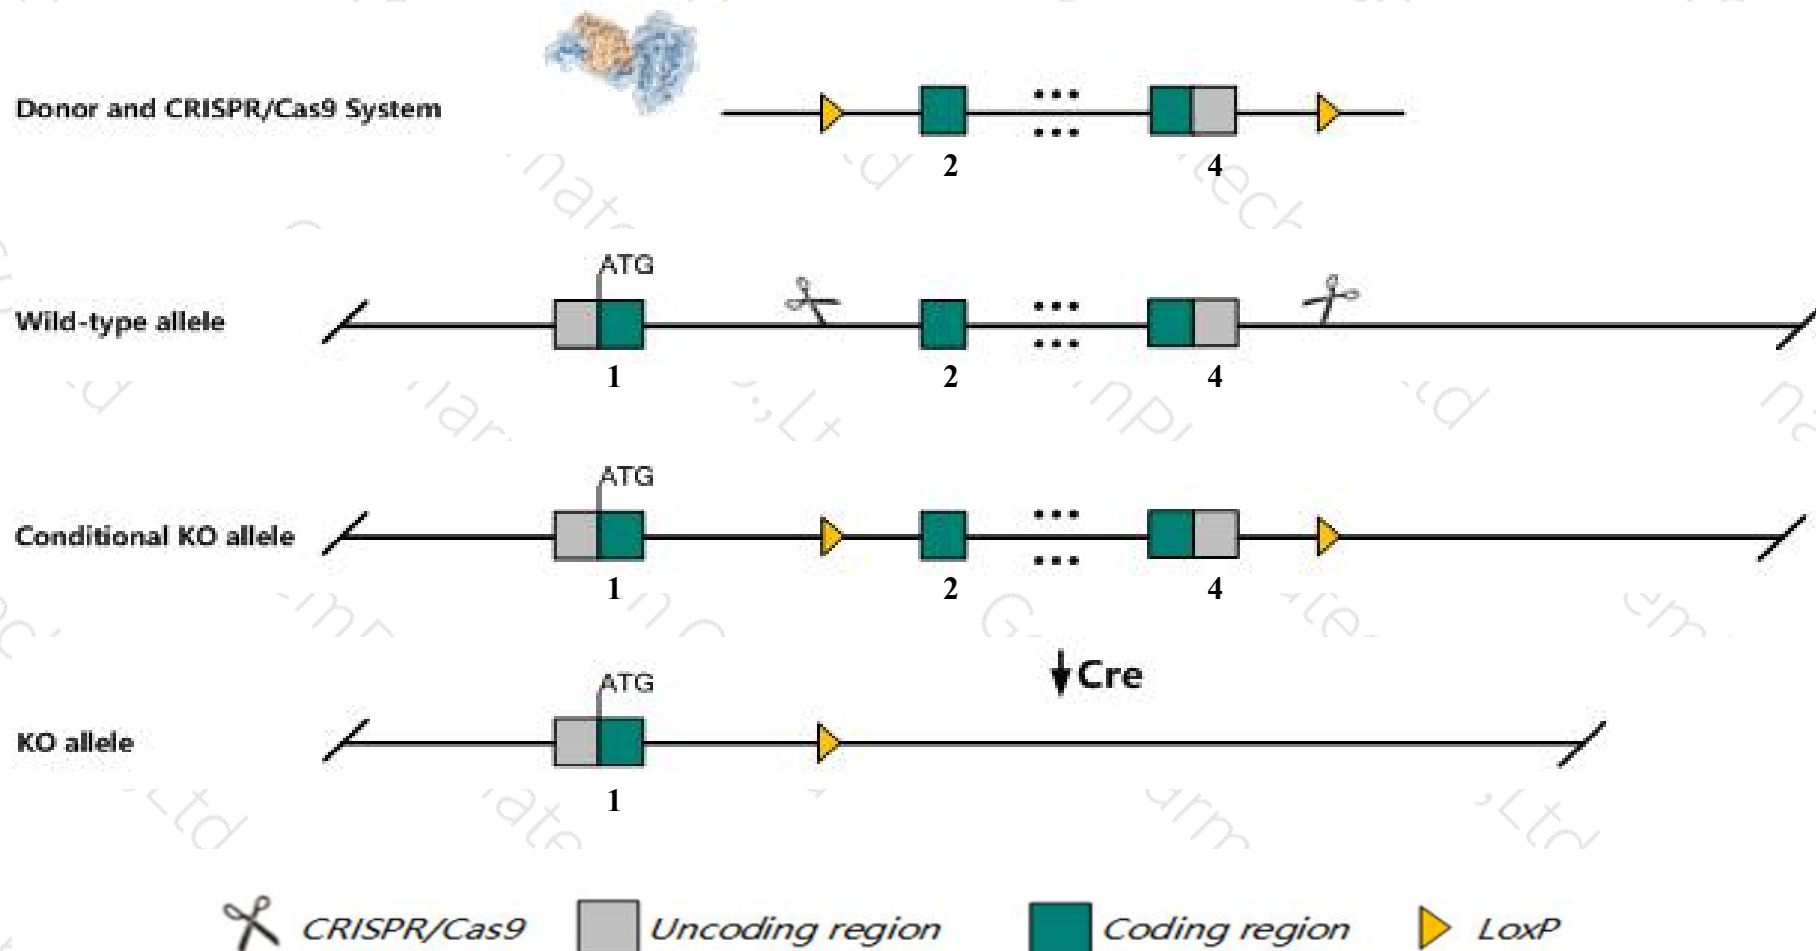 Donor and CRISPR/Cas9 System
2 4
ATG
Wild-type allele
1 2 4
ATG
Conditional KO allele
1 2 4
Cre
ATG
KO allele
1
CRISPR/Cas9 Uncoding region Coding region LoxP